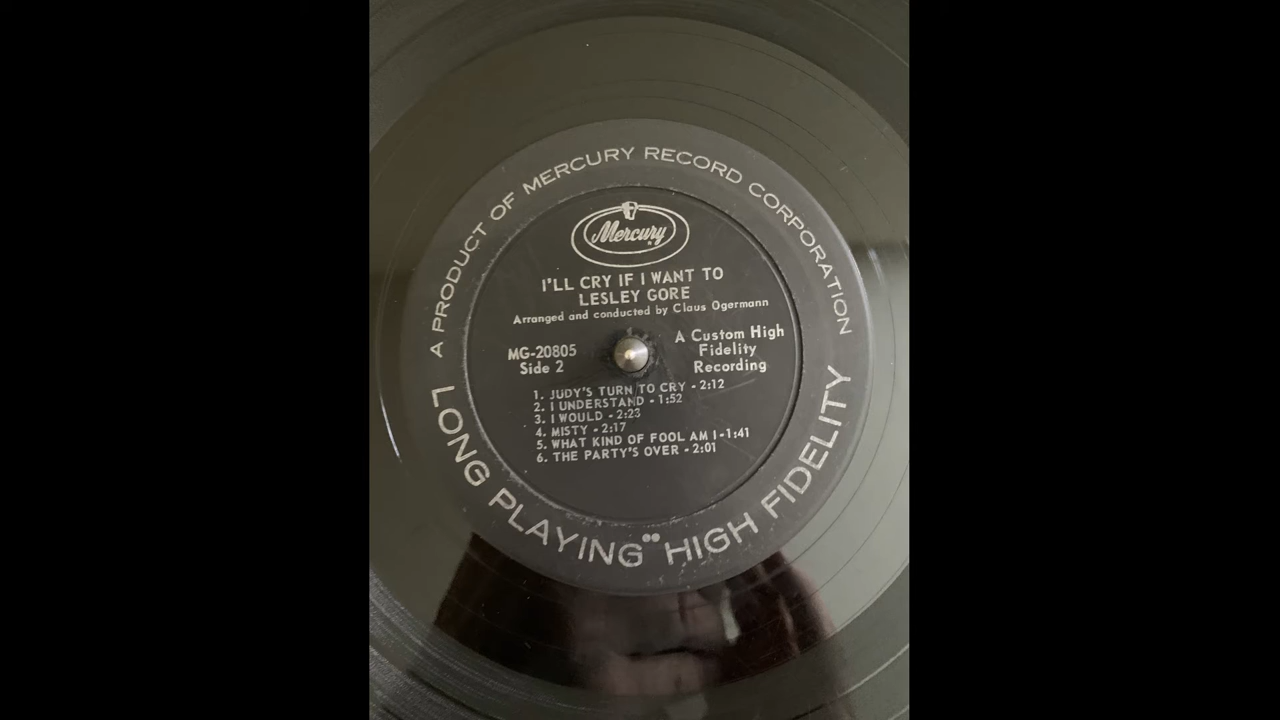 A PRODUCT OF MERCURY RECORD CORPORATION
Mercury
I'LL CRY IF I WANT TO
LESLEY GORE
Arranged and conducted by Claus Ogermann
MG-20805
Side 2
A Custom High
Fidelity
Recording
1. JUDY'S TURN TO CRY - 2:12
2. I UNDERSTAND - 1:52
3. I WOULD - 2:23
4. MISTY - 2:17
5. WHAT KIND OF FOOL AM I-1:41
6. THE PARTY'S OVER - 2:01
LONG PLAYING HIGH FIDELITY